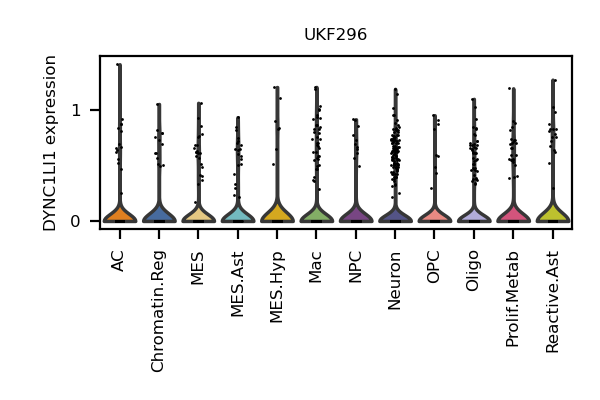 UKF296
DYNC1LI1 expression
1
0
AC
Chromatin.Reg
MES
MES.Ast
MES.Hyp
Mac
NPC
Neuron
OPC
Oligo
Prolif.Metab
Reactive.Ast